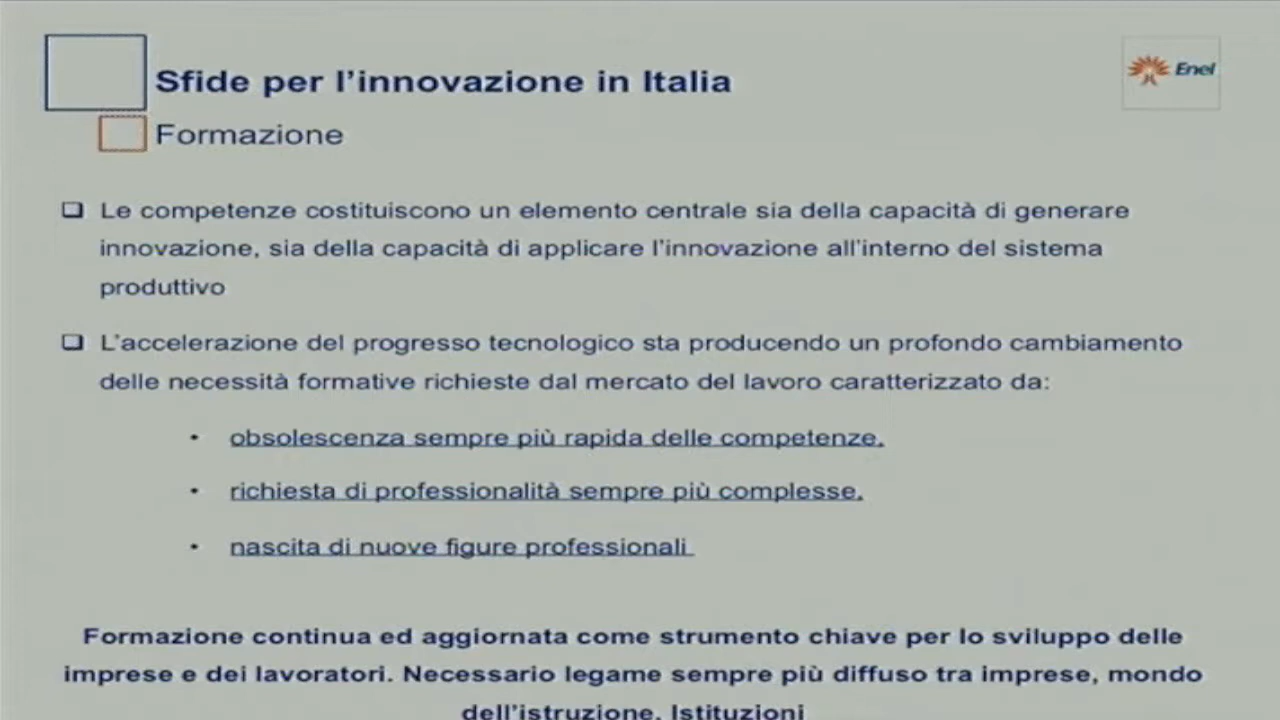 Sfide per l'innovazione in Italia
Enel
Formazione
Le competenze costituiscono un elemento centrale sia della capacità di generare
innovazione, sia della capacità di applicare l'innovazione all'interno del sistema
produttivo
L'accelerazione del progresso tecnologico sta producendo un profondo cambiamento
delle necessità formative richieste dal mercato del lavoro caratterizzato da:
• obsolescenza sempre più rapida delle competenze,
• richiesta di professionalità sempre più complesse,
• nascita di nuove figure professionali
Formazione continua ed aggiornata come strumento chiave per lo sviluppo delle
imprese e dei lavoratori. Necessario legame sempre più diffuso tra imprese, mondo
dell'istruzione, Istituzioni